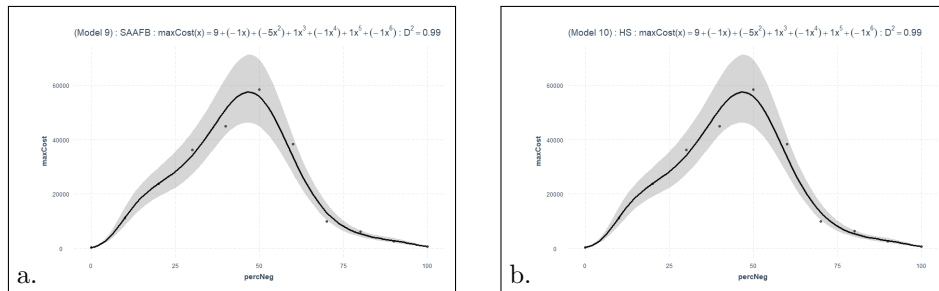 (Model 9) : SAAFB : maxCost(x) = 9 + (−1x) + (−5x²) + 1x³ + (−1x⁴) + 1x⁵ + (−1x⁶) : D² = 0.99
60000
40000
20000
0
maxCost
0 25 50 75 100
percNeg
a.
(Model 10) : HS : maxCost(x) = 9 + (−1x) + (−5x²) + 1x³ + (−1x⁴) + 1x⁵ + (−1x⁶) : D² = 0.99
60000
40000
20000
0
maxCost
0 25 50 75 100
percNeg
b.